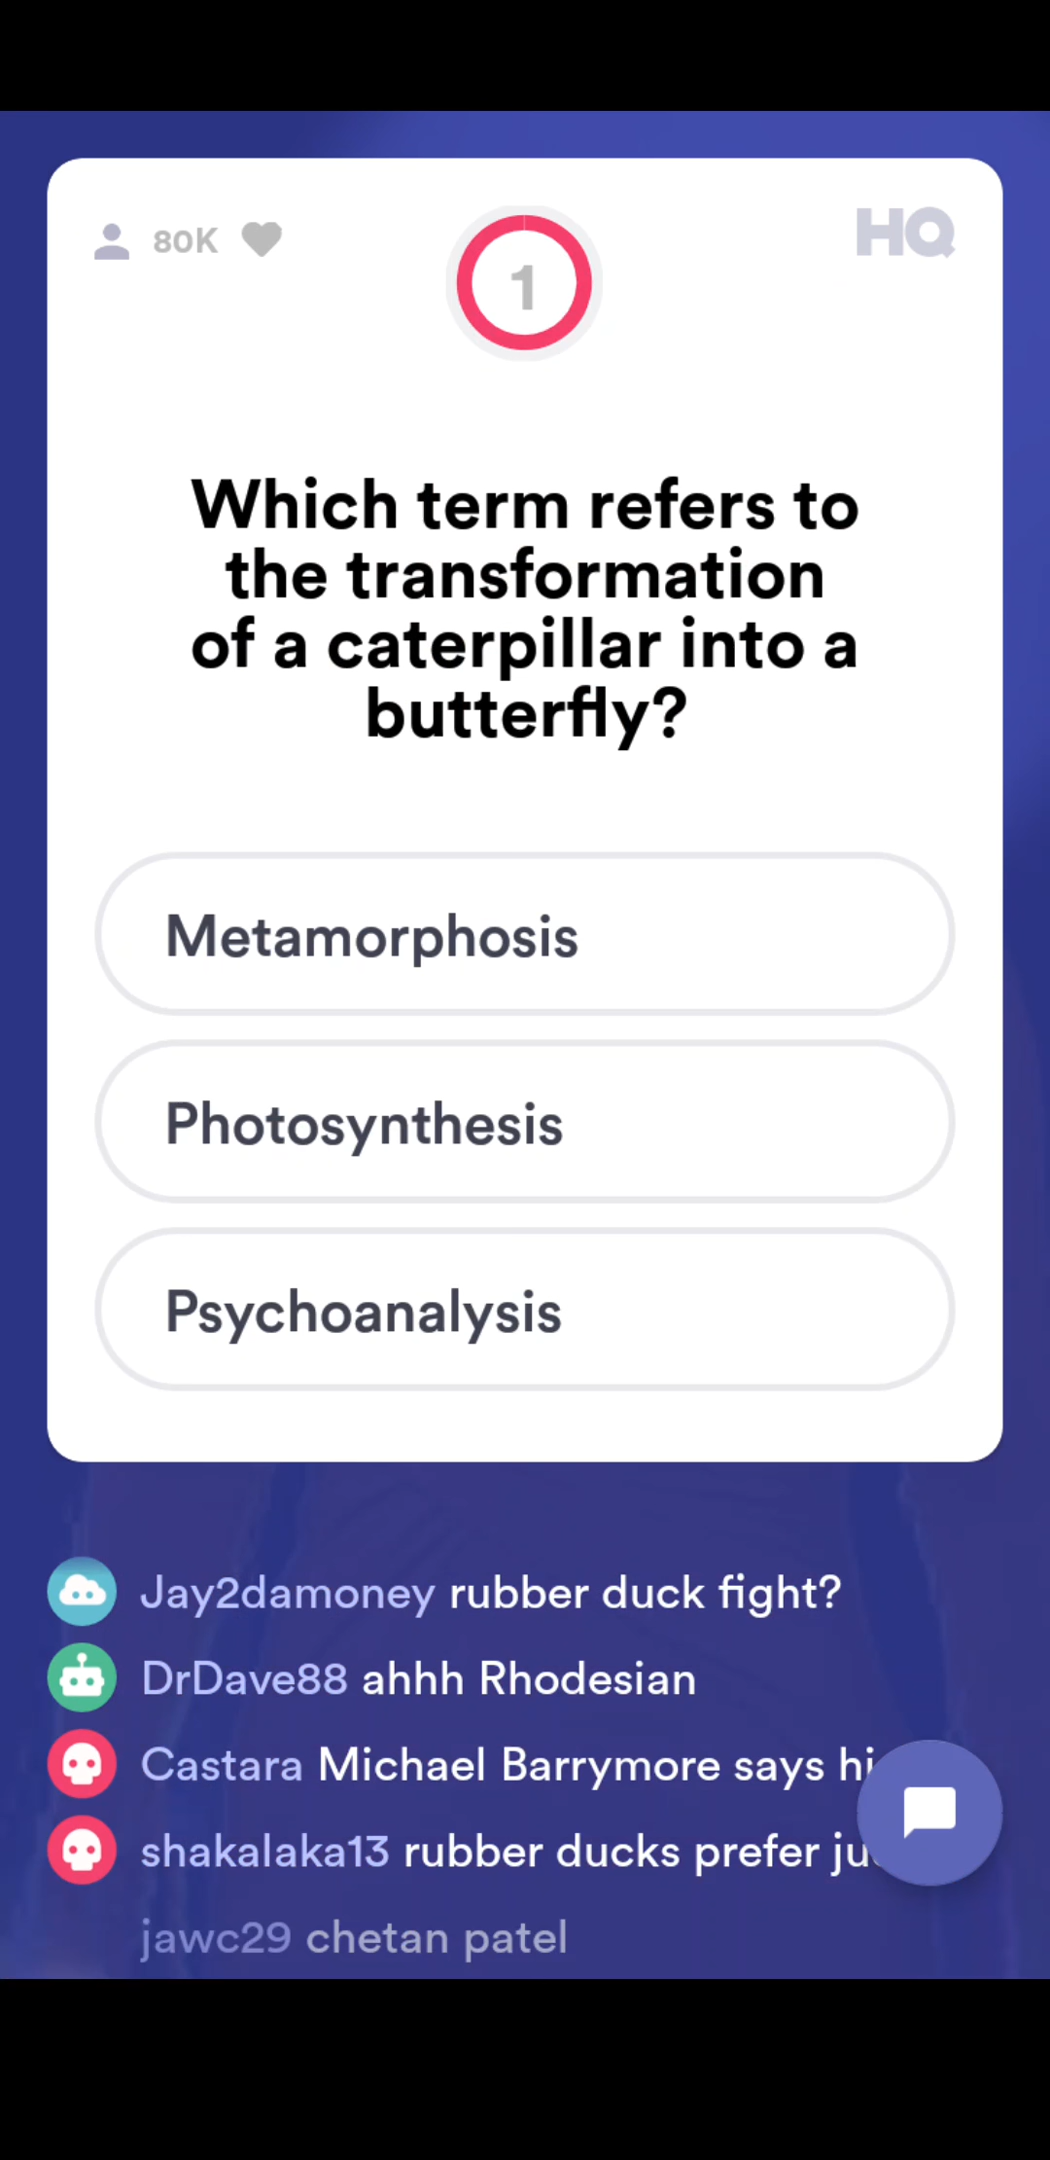 80K
HQ
1
Which term refers to
the transformation
of a caterpillar into a
butterfly?
Metamorphosis
Photosynthesis
Psychoanalysis
Jay2damoney rubber duck fight?
DrDave88 ahhh Rhodesian
Castara Michael Barrymore says hi
shakalaka13 rubber ducks prefer
jawc29 chetan patel